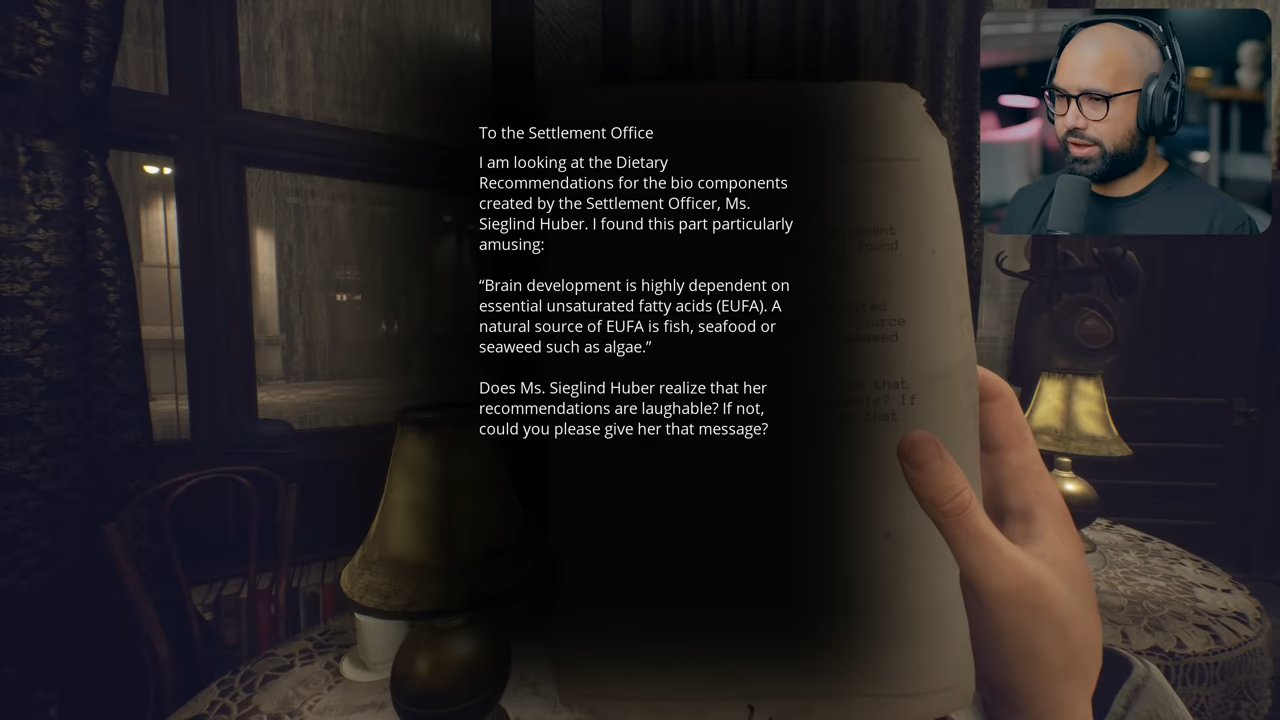 To the Settlement Office
I am looking at the Dietary
Recommendations for the bio components
created by the Settlement Officer, Ms.
Sieglind Huber. I found this part particularly
amusing:
“Brain development is highly dependent on
essential unsaturated fatty acids (EUFA). A
natural source of EUFA is fish, seafood or
seaweed such as algae.”
Does Ms. Sieglind Huber realize that her
recommendations are laughable? If not,
could you please give her that message?